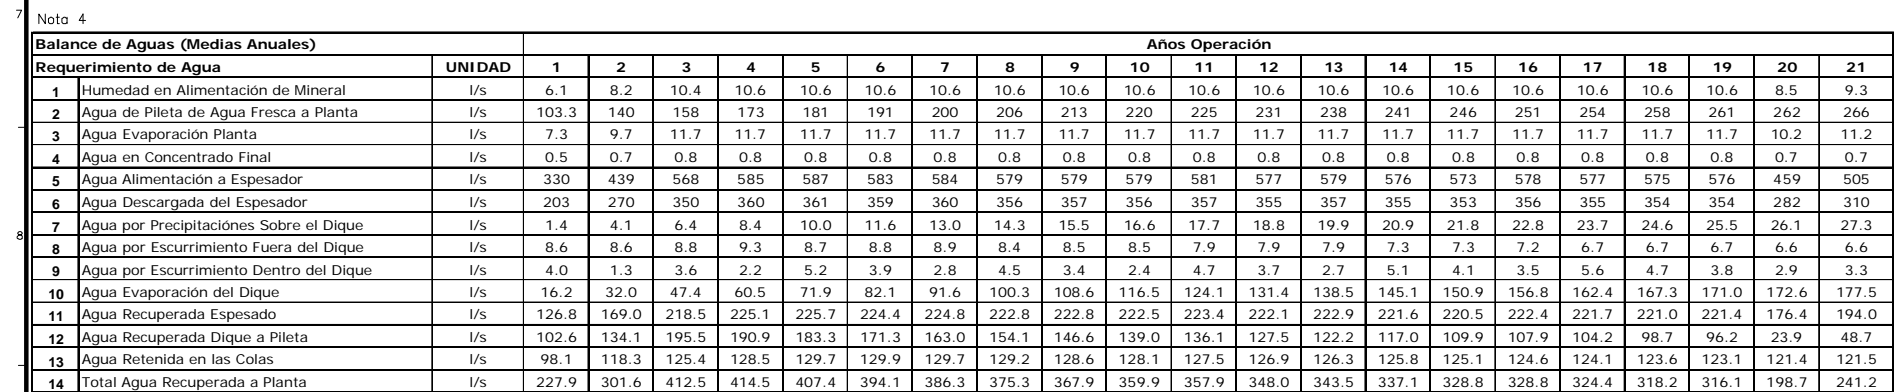 7
Nota 4
Balance de Aguas (Medias Anuales) Años Operación
Requerimiento de Agua UNIDAD 1 2 3 4 5 6 7 8 9 10 11 12 13 14 15 16 17 18 19 20 21
1 Humedad en Alimentación de Mineral l/s 6.1 8.2 10.4 10.6 10.6 10.6 10.6 10.6 10.6 10.6 10.6 10.6 10.6 10.6 10.6 10.6 10.6 10.6 10.6 8.5 9.3
2 Agua de Pileta de Agua Fresca a Planta l/s 103.3 140 158 173 181 191 200 206 213 220 225 231 238 241 246 251 254 258 261 262 266
3 Agua Evaporación Planta l/s 7.3 9.7 11.7 11.7 11.7 11.7 11.7 11.7 11.7 11.7 11.7 11.7 11.7 11.7 11.7 11.7 11.7 11.7 11.7 10.2 11.2
4 Agua en Concentrado Final l/s 0.5 0.7 0.8 0.8 0.8 0.8 0.8 0.8 0.8 0.8 0.8 0.8 0.8 0.8 0.8 0.8 0.8 0.8 0.8 0.7 0.7
5 Agua Alimentación a Espesador l/s 330 439 568 585 587 583 584 579 579 579 581 577 579 576 573 578 577 575 576 459 505
6 Agua Descargada del Espesador l/s 203 270 350 360 361 359 360 356 357 356 357 355 357 355 353 356 355 354 354 282 310
7 Agua por Precipitaciónes Sobre el Dique l/s 1.4 4.1 6.4 8.4 10.0 11.6 13.0 14.3 15.5 16.6 17.7 18.8 19.9 20.9 21.8 22.8 23.7 24.6 25.5 26.1 27.3
8
8 Agua por Escurrimiento Fuera del Dique l/s 8.6 8.6 8.8 9.3 8.7 8.8 8.9 8.4 8.5 8.5 7.9 7.9 7.9 7.3 7.3 7.2 6.7 6.7 6.7 6.6 6.6
9 Agua por Escurrimiento Dentro del Dique l/s 4.0 1.3 3.6 2.2 5.2 3.9 2.8 4.5 3.4 2.4 4.7 3.7 2.7 5.1 4.1 3.5 5.6 4.7 3.8 2.9 3.3
10 Agua Evaporación del Dique l/s 16.2 32.0 47.4 60.5 71.9 82.1 91.6 100.3 108.6 116.5 124.1 131.4 138.5 145.1 150.9 156.8 162.4 167.3 171.0 172.6 177.5
11 Agua Recuperada Espesado l/s 126.8 169.0 218.5 225.1 225.7 224.4 224.8 222.8 222.8 222.5 223.4 222.1 222.9 221.6 220.5 222.4 221.7 221.0 221.4 176.4 194.0
12 Agua Recuperada Dique a Pileta l/s 102.6 134.1 195.5 190.9 183.3 171.3 163.0 154.1 146.6 139.0 136.1 127.5 122.2 117.0 109.9 107.9 104.2 98.7 96.2 23.9 48.7
13 Agua Retenida en las Colas l/s 98.1 118.3 125.4 128.5 129.7 129.9 129.7 129.2 128.6 128.1 127.5 126.9 126.3 125.8 125.1 124.6 124.1 123.6 123.1 121.4 121.5
14 Total Agua Recuperada a Planta l/s 227.9 301.6 412.5 414.5 407.4 394.1 386.3 375.3 367.9 359.9 357.9 348.0 343.5 337.1 328.8 328.8 324.4 318.2 316.1 198.7 241.2